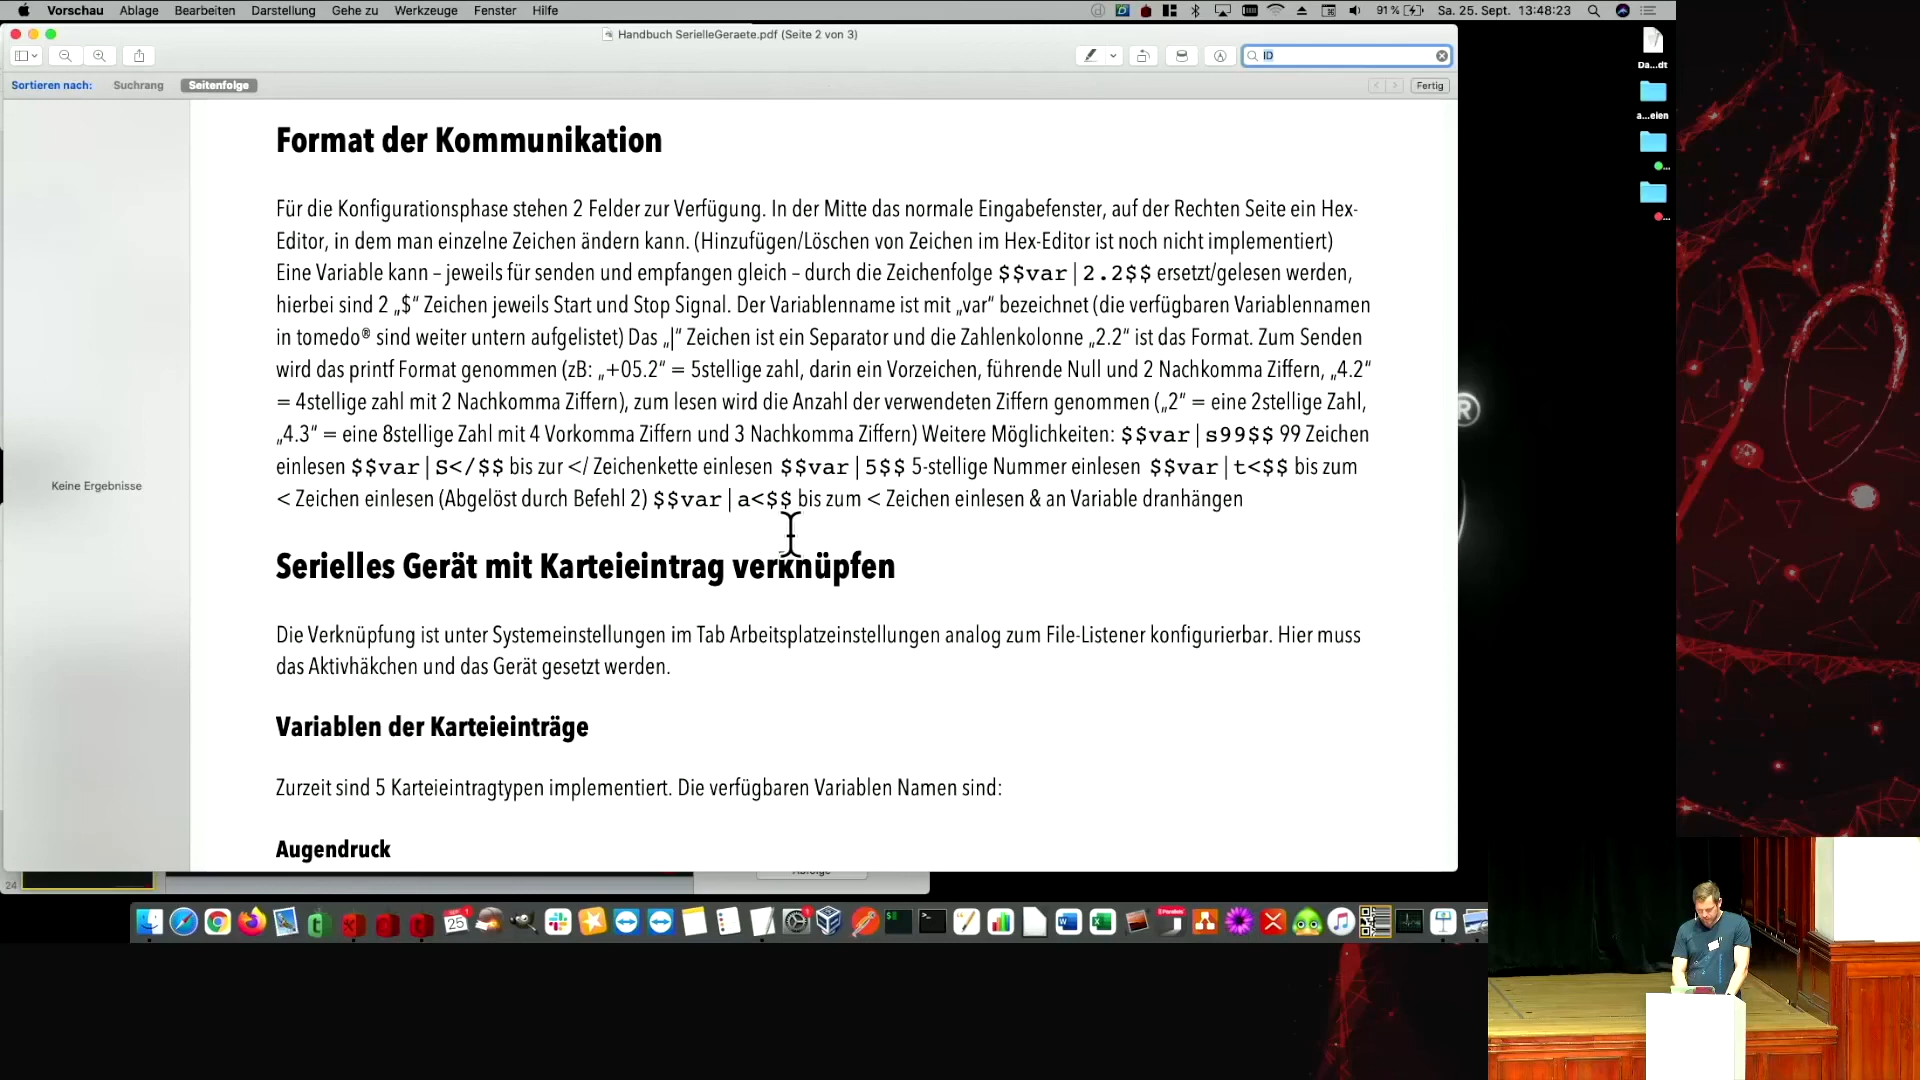 Vorschau Ablage Bearbeiten Darstellung Gehe zu Werkzeuge Fenster Hilfe 91 % Sa. 25. Sept. 13:48:23
Handbuch SerielleGeraete.pdf (Seite 2 von 3)
ID
Sortieren nach: Suchrang Seitenfolge Fertig
Da...dt
a...eien
Keine Ergebnisse
Format der Kommunikation
Für die Konfigurationsphase stehen 2 Felder zur Verfügung. In der Mitte das normale Eingabefenster, auf der Rechten Seite ein Hex-
Editor, in dem man einzelne Zeichen ändern kann. (Hinzufügen/Löschen von Zeichen im Hex-Editor ist noch nicht implementiert)
Eine Variable kann – jeweils für senden und empfangen gleich – durch die Zeichenfolge $$var|2.2$$ ersetzt/gelesen werden,
hierbei sind 2 „$“ Zeichen jeweils Start und Stop Signal. Der Variablenname ist mit „var“ bezeichnet (die verfügbaren Variablennamen
in tomedo® sind weiter untern aufgelistet) Das „|“ Zeichen ist ein Separator und die Zahlenkolonne „2.2“ ist das Format. Zum Senden
wird das printf Format genommen (zB: „+05.2“ = 5stellige zahl, darin ein Vorzeichen, führende Null und 2 Nachkomma Ziffern, „4.2“
= 4stellige zahl mit 2 Nachkomma Ziffern), zum lesen wird die Anzahl der verwendeten Ziffern genommen („2“ = eine 2stellige Zahl,
„4.3“ = eine 8stellige Zahl mit 4 Vorkomma Ziffern und 3 Nachkomma Ziffern) Weitere Möglichkeiten: $$var|s99$$ 99 Zeichen
einlesen $$var|S</$$ bis zur </ Zeichenkette einlesen $$var|5$$ 5-stellige Nummer einlesen $$var|t<$$ bis zum
< Zeichen einlesen (Abgelöst durch Befehl 2) $$var|a<$$ bis zum < Zeichen einlesen & an Variable dranhängen
Serielles Gerät mit Karteieintrag verknüpfen
Die Verknüpfung ist unter Systemeinstellungen im Tab Arbeitsplatzeinstellungen analog zum File-Listener konfigurierbar. Hier muss
das Aktivhäkchen und das Gerät gesetzt werden.
Variablen der Karteieinträge
Zurzeit sind 5 Karteieintragtypen implementiert. Die verfügbaren Variablen Namen sind:
Augendruck
24
®
25